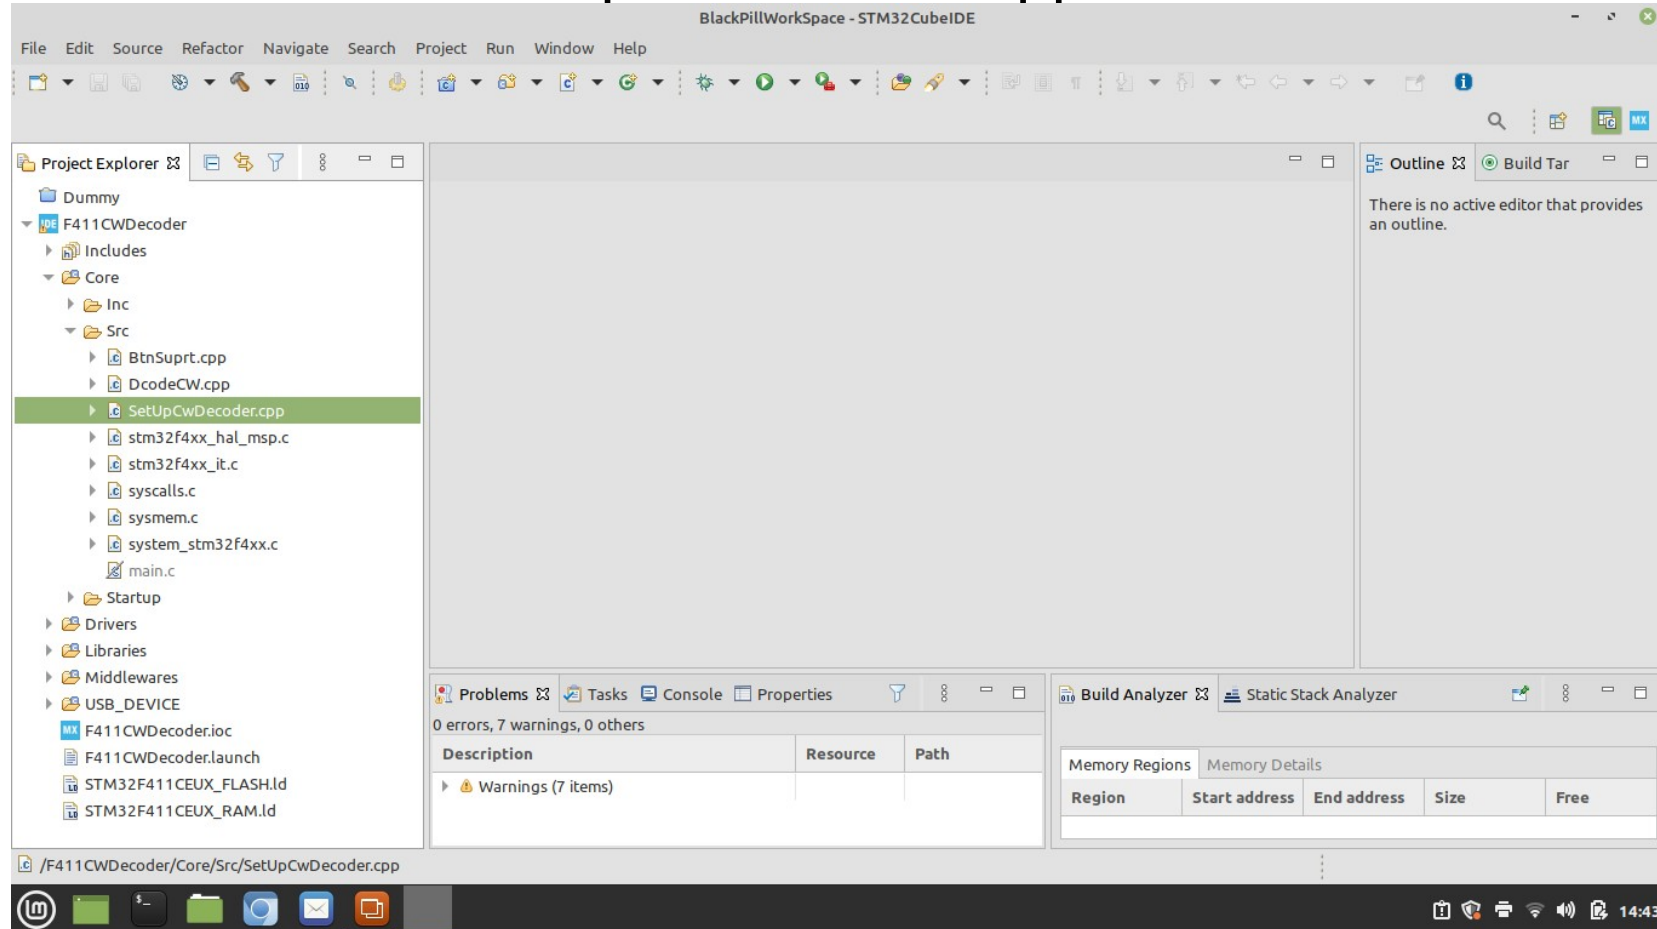 BlackPillWorkSpace - STM32CubeIDE
File Edit Source Refactor Navigate Search Project Run Window Help
Project Explorer
Outline Build Tar
Dummy
There is no active editor that provides
an outline.
F411CWDecoder
Includes
Core
Inc
Src
BtnSuprt.cpp
DcodeCW.cpp
SetUpCwDecoder.cpp
stm32f4xx_hal_msp.c
stm32f4xx_it.c
syscalls.c
sysmem.c
system_stm32f4xx.c
main.c
Startup
Drivers
Libraries
Middlewares
USB_DEVICE
F411CWDecoder.ioc
F411CWDecoder.launch
STM32F411CEUX_FLASH.ld
STM32F411CEUX_RAM.ld
Problems Tasks Console Properties
0 errors, 7 warnings, 0 others
Description Resource Path
Warnings (7 items)
Build Analyzer Static Stack Analyzer
Memory Regions Memory Details
Region Start address End address Size Free
/F411CWDecoder/Core/Src/SetUpCwDecoder.cpp
14:43